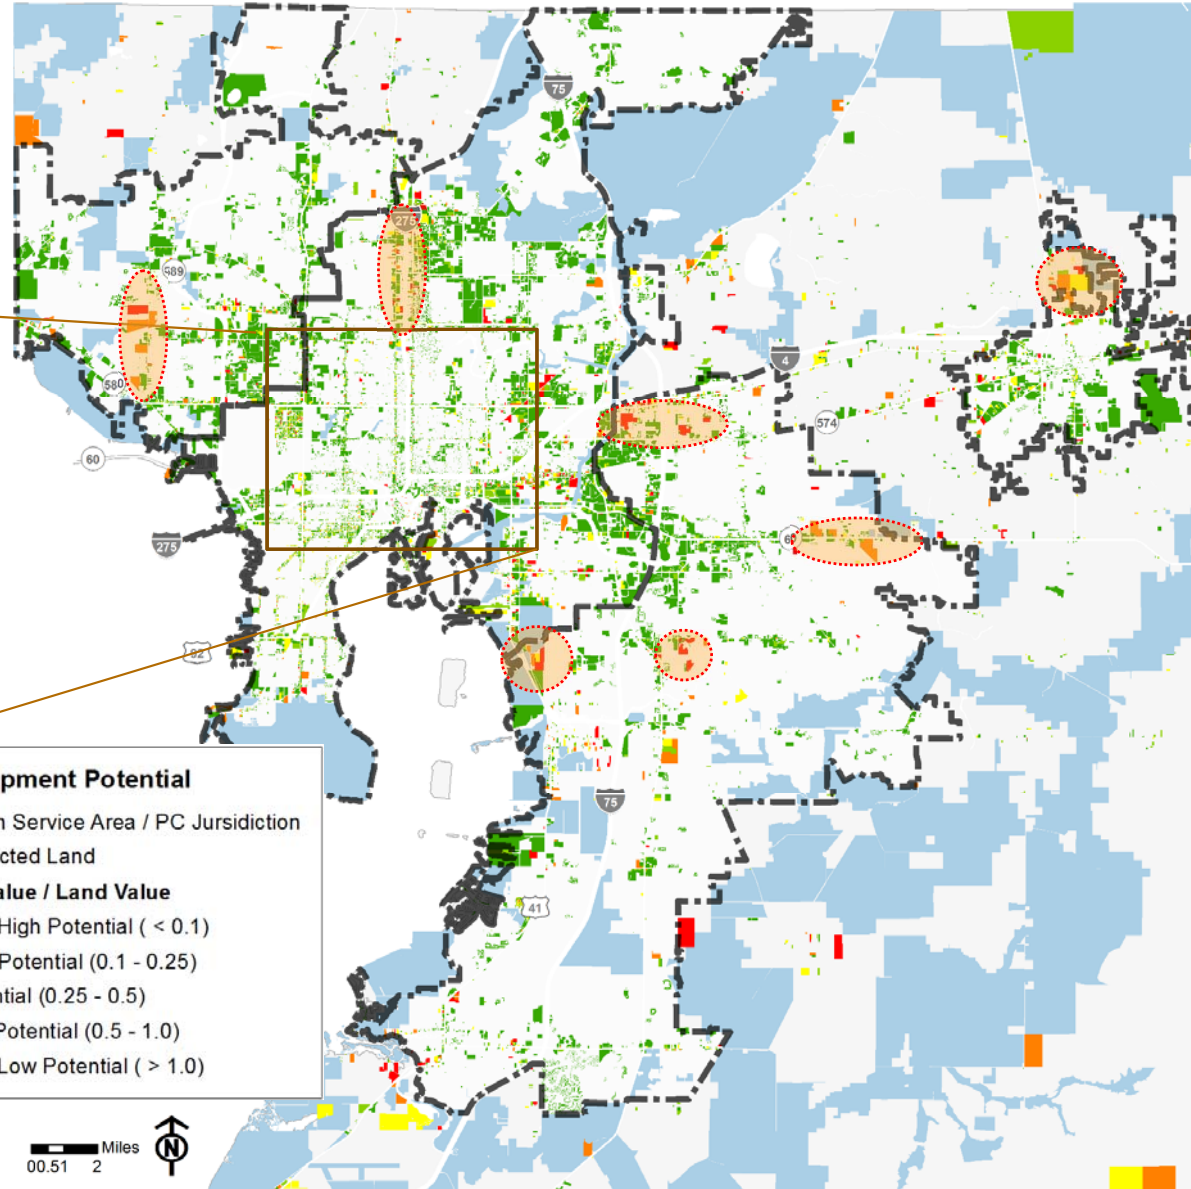 75
275
589
4
580
574
60
6
275
92
pment Potential
n Service Area / PC Jursidiction
cted Land
alue / Land Value
High Potential ( < 0.1)
Potential (0.1 - 0.25)
ntial (0.25 - 0.5)
Potential (0.5 - 1.0)
Low Potential ( > 1.0)
75
41
Miles
00.51 2
N